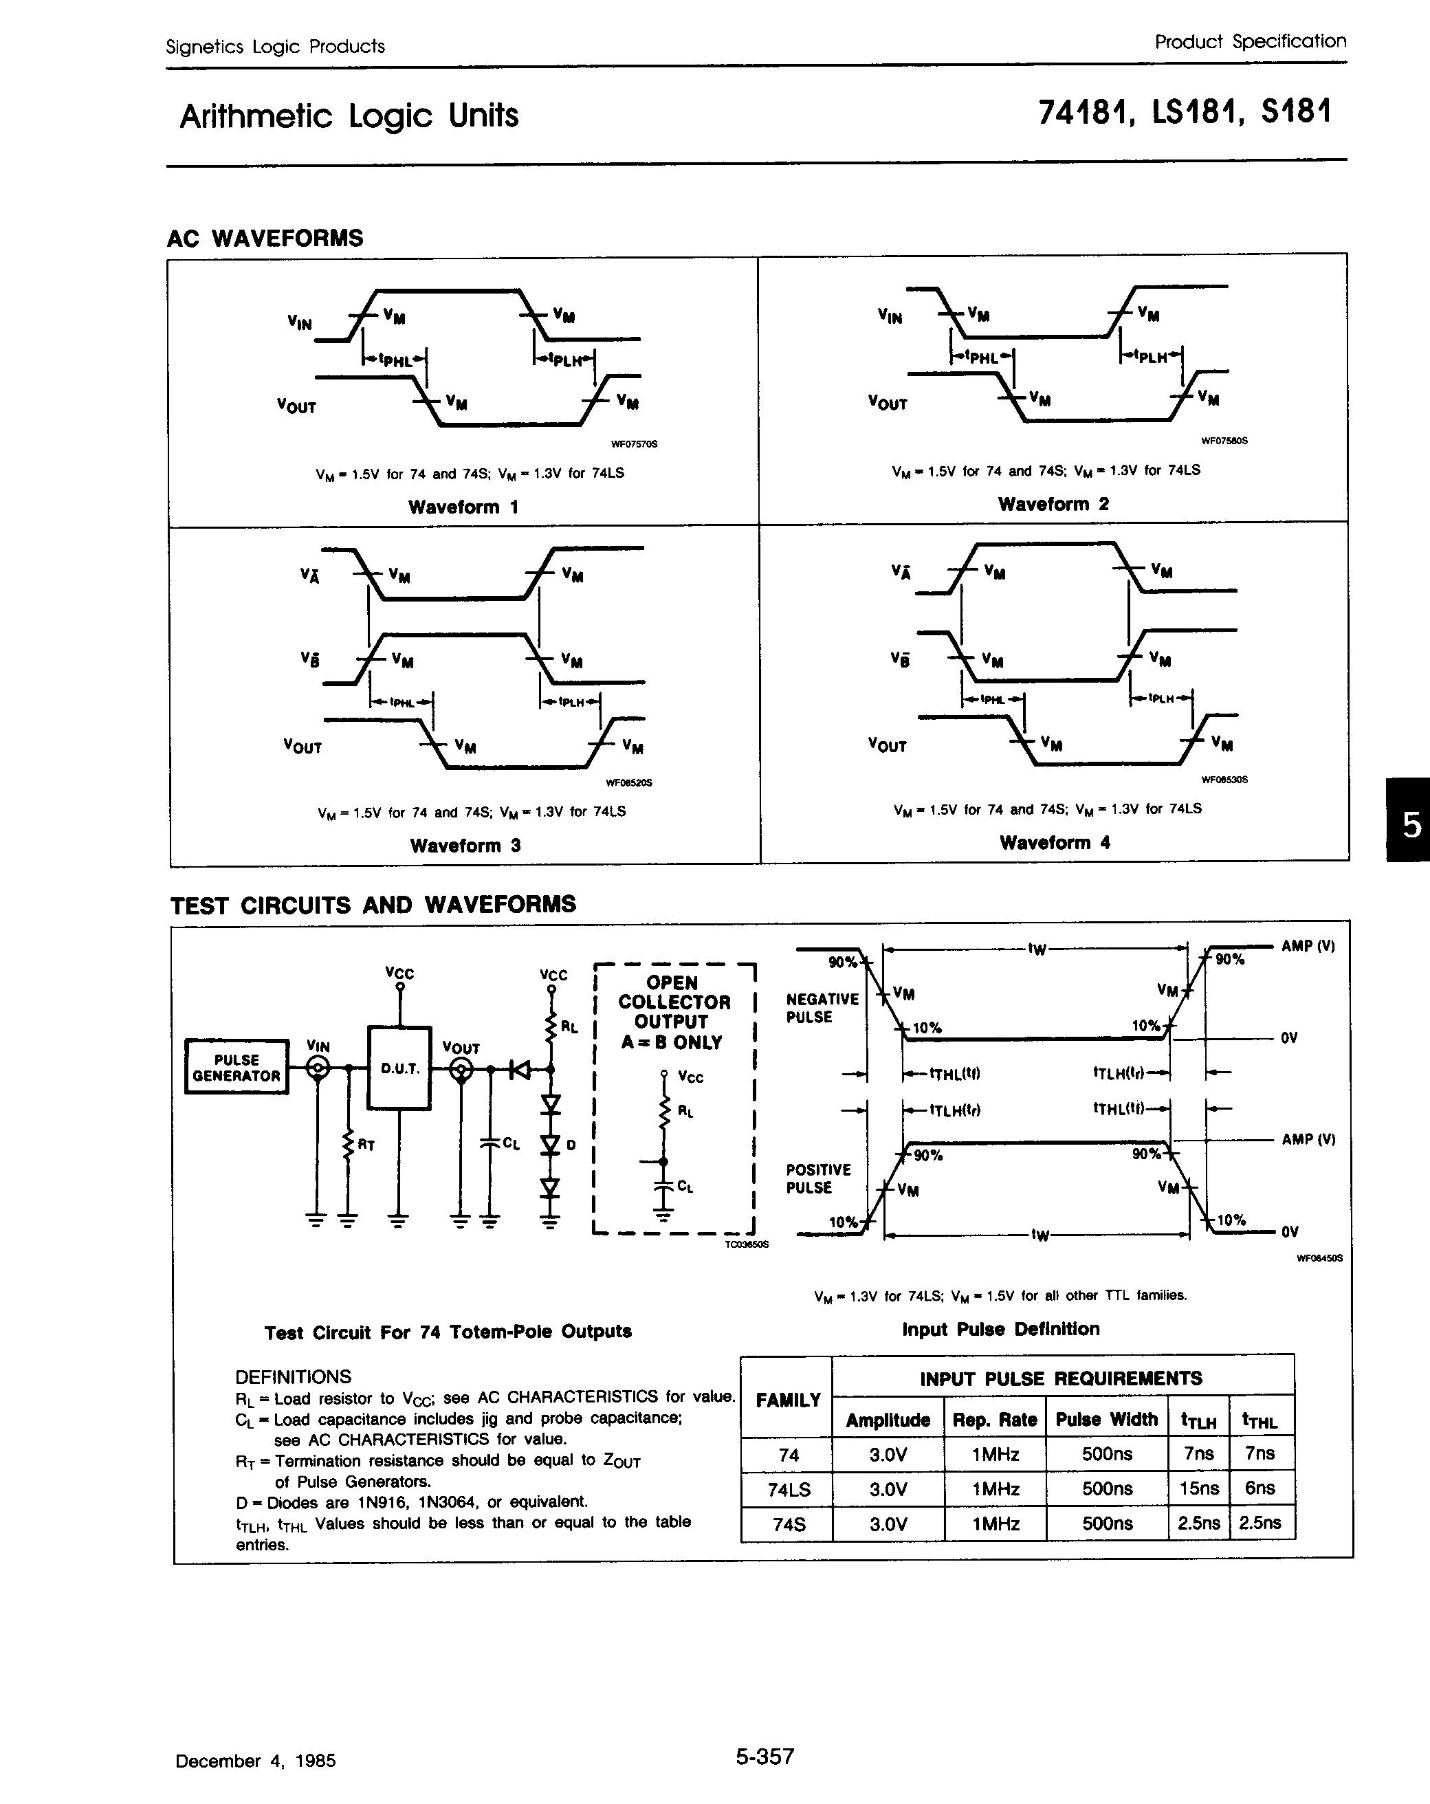 Signetics Logic Products
Product Specification
Arithmetic Logic Units
74181, LS181, S181
AC WAVEFORMS
VIN
VM
VM
tPHL
tPLH
VOUT
VM
VM
WF07570S
VM = 1.5V for 74 and 74S; VM = 1.3V for 74LS
Waveform 1
VIN
VM
VM
tPHL
tPLH
VOUT
VM
VM
WF07580S
VM = 1.5V for 74 and 74S; VM = 1.3V for 74LS
Waveform 2
VĀ
VM
VM
VB̄
VM
VM
tPHL
tPLH
VOUT
VM
VM
WF08520S
VM = 1.5V for 74 and 74S; VM = 1.3V for 74LS
Waveform 3
VĀ
VM
VM
VB̄
VM
VM
tPHL
tPLH
VOUT
VM
VM
WF08530S
VM = 1.5V for 74 and 74S; VM = 1.3V for 74LS
Waveform 4
5
TEST CIRCUITS AND WAVEFORMS
VCC
VCC
RL
PULSE
GENERATOR
VIN
D.U.T.
VOUT
RT
CL
D
OPEN
COLLECTOR
OUTPUT
A = B ONLY
VCC
RL
CL
TC03650S
tW
AMP (V)
90%
90%
NEGATIVE
PULSE
VM
VM
10%
10%
0V
tTHL(tf)
tTLH(tr)
tTLH(tr)
tTHL(tf)
AMP (V)
90%
90%
POSITIVE
PULSE
VM
VM
10%
10%
tW
0V
WF06450S
VM = 1.3V for 74LS; VM = 1.5V for all other TTL families.
Test Circuit For 74 Totem-Pole Outputs
Input Pulse Definition
DEFINITIONS
RL = Load resistor to VCC; see AC CHARACTERISTICS for value.
CL = Load capacitance includes jig and probe capacitance;
see AC CHARACTERISTICS for value.
RT = Termination resistance should be equal to ZOUT
of Pulse Generators.
D = Diodes are 1N916, 1N3064, or equivalent.
tTLH, tTHL Values should be less than or equal to the table
entries.
FAMILY
INPUT PULSE REQUIREMENTS
Amplitude Rep. Rate Pulse Width tTLH tTHL
74 3.0V 1MHz 500ns 7ns 7ns
74LS 3.0V 1MHz 500ns 15ns 6ns
74S 3.0V 1MHz 500ns 2.5ns 2.5ns
December 4, 1985
5-357